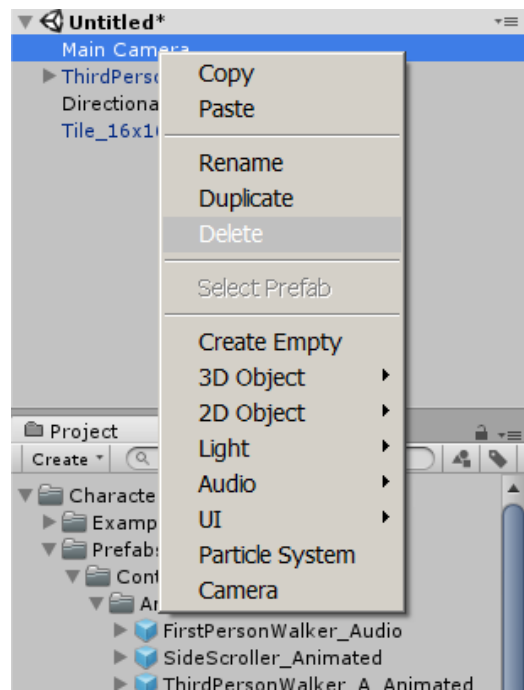 Untitled*
Main Camera
ThirdPerso
Directiona
Tile_16x1
Copy
Paste
Rename
Duplicate
Delete
Select Prefab
Create Empty
3D Object
2D Object
Light
Audio
UI
Particle System
Camera
Project
Create
Characte
Examp
Prefabs
Cont
FirstPersonWalker_Audio
SideScroller_Animated
ThirdPersonWalker_A_Animated